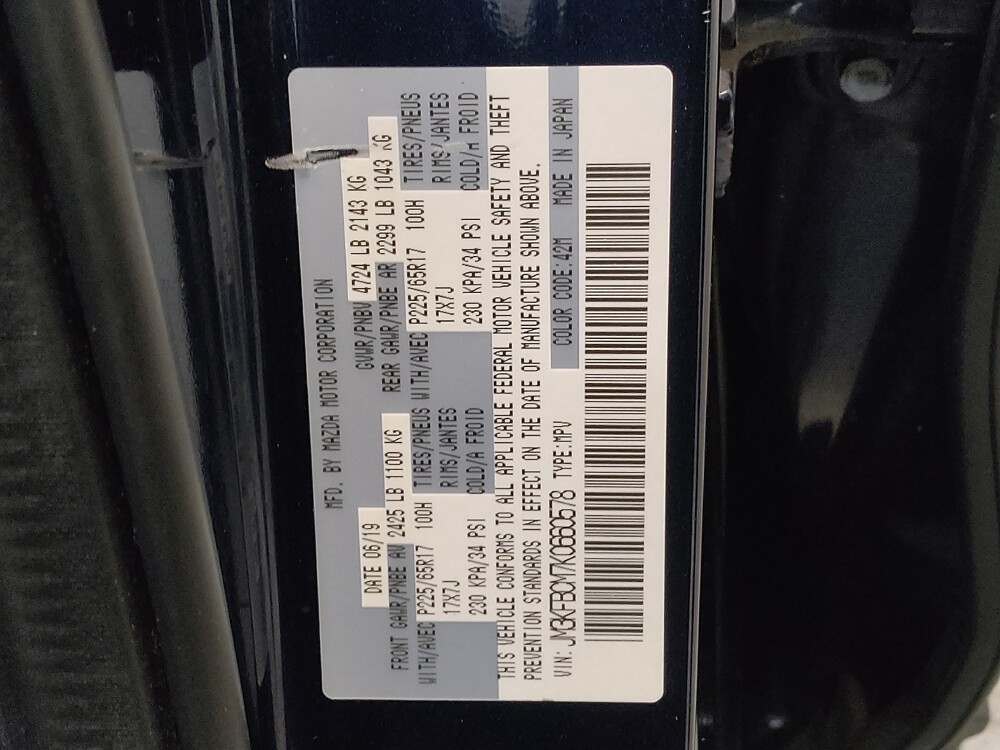 MFD. BY MAZDA MOTOR CORPORATION
DATE 06/19 GVWR/PNBV 4724 LB 2143 KG
FRONT GAWR/PNBE AV 2425 LB 1100 KG REAR GAWR/PNBE AR 2299 LB 1043 KG
WITH/AVEC P225/65R17 100H TIRES/PNEUS WITH/AVEC P225/65R17 100H TIRES/PNEUS
17X7J RIMS/JANTES 17X7J RIMS/JANTES
230 KPA/34 PSI COLD/A FROID 230 KPA/34 PSI COLD/A FROID
THIS VEHICLE CONFORMS TO ALL APPLICABLE FEDERAL MOTOR VEHICLE SAFETY AND THEFT
PREVENTION STANDARDS IN EFFECT ON THE DATE OF MANUFACTURE SHOWN ABOVE.
VIN: JM3KFBCM7K0660678 TYPE:MPV COLOR CODE:42M MADE IN JAPAN